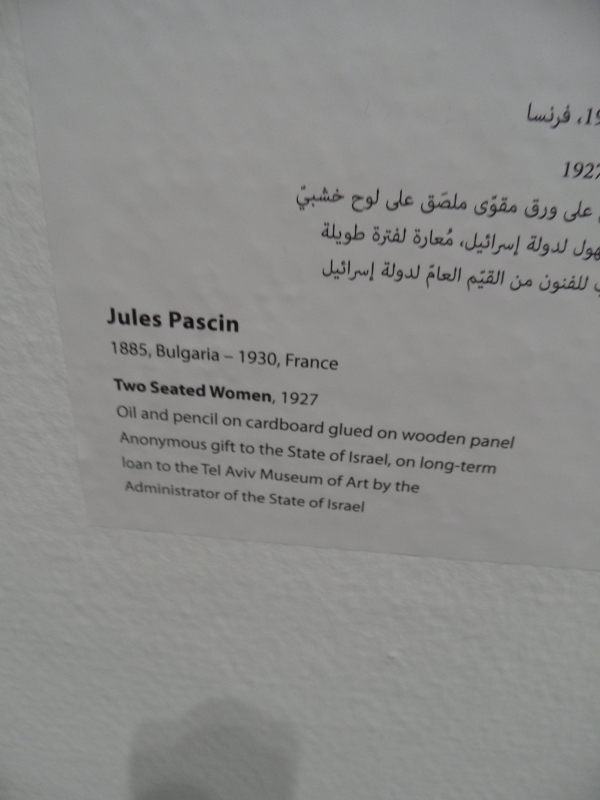 19، فرنسا
1927
على ورق مقوّى ملصَق على لوح خشبيّ
هول لدولة إسرائيل، مُعارة لفترة طويلة
للفنون من القيّم العامّ لدولة إسرائيل
Jules Pascin
1885, Bulgaria – 1930, France
Two Seated Women, 1927
Oil and pencil on cardboard glued on wooden panel
Anonymous gift to the State of Israel, on long-term
loan to the Tel Aviv Museum of Art by the
Administrator of the State of Israel